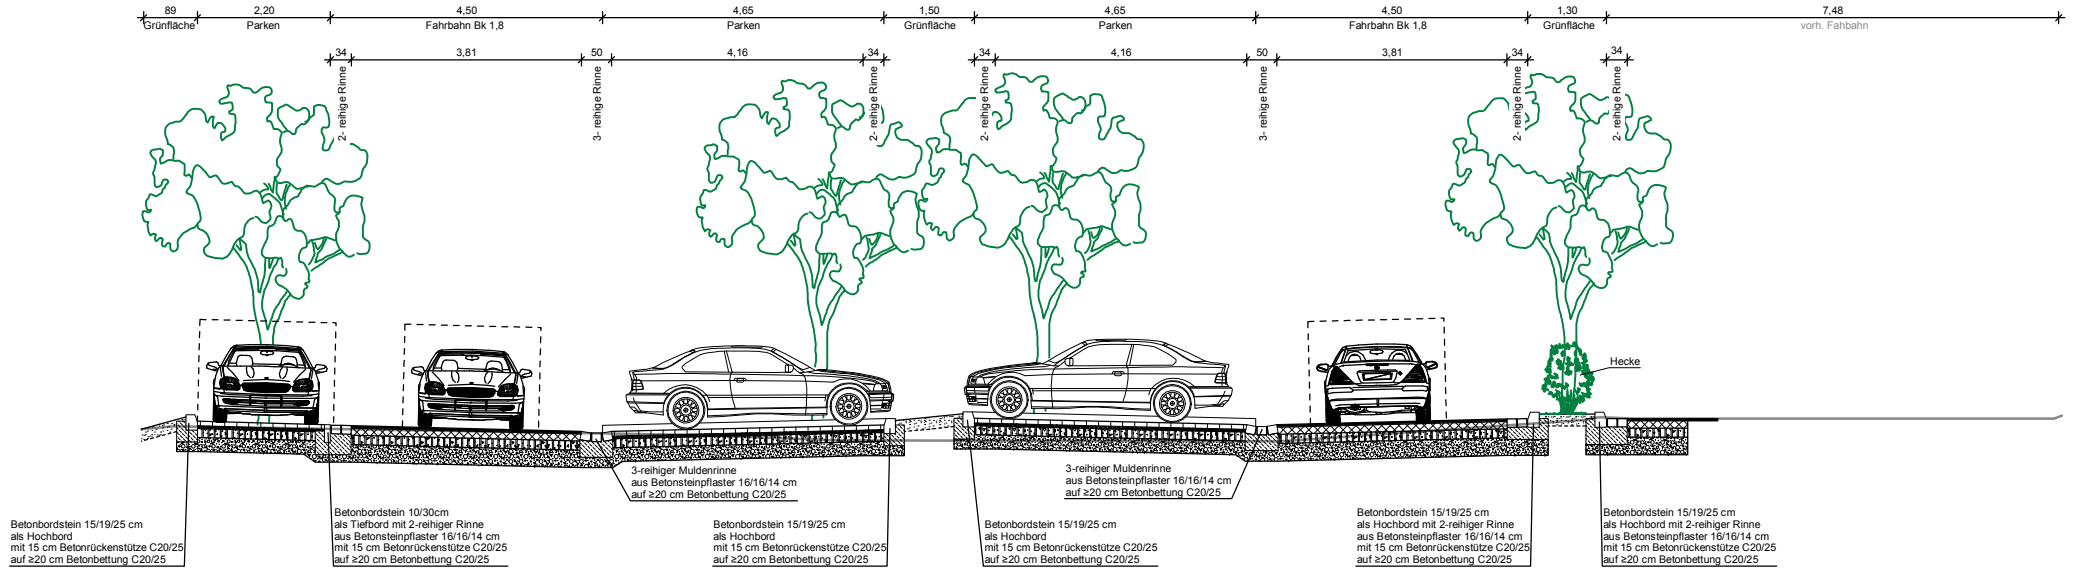 89 2,20 4,50 4,65 1,50 4,65 4,50 1,30 7,48
Grünfläche Parken Fahrbahn Bk 1,8 Parken Grünfläche Parken Fahrbahn Bk 1,8 Grünfläche vorh. Fahbahn
34 3,81 50 4,16 34 34 4,16 50 3,81 34 34
2- reihige Rinne
3- reihige Rinne
2- reihige Rinne
2- reihige Rinne
3- reihige Rinne
2- reihige Rinne
2- reihige Rinne
Hecke
3-reihiger Muldenrinne
aus Betonsteinpflaster 16/16/14 cm
auf ≥20 cm Betonbettung C20/25
3-reihiger Muldenrinne
aus Betonsteinpflaster 16/16/14 cm
auf ≥20 cm Betonbettung C20/25
Betonbordstein 15/19/25 cm
als Hochbord
mit 15 cm Betonrückenstütze C20/25
auf ≥20 cm Betonbettung C20/25
Betonbordstein 10/30cm
als Tiefbord mit 2-reihiger Rinne
aus Betonsteinpflaster 16/16/14 cm
mit 15 cm Betonrückenstütze C20/25
auf ≥20 cm Betonbettung C20/25
Betonbordstein 15/19/25 cm
als Hochbord
mit 15 cm Betonrückenstütze C20/25
auf ≥20 cm Betonbettung C20/25
Betonbordstein 15/19/25 cm
als Hochbord
mit 15 cm Betonrückenstütze C20/25
auf ≥20 cm Betonbettung C20/25
Betonbordstein 15/19/25 cm
als Hochbord mit 2-reihiger Rinne
aus Betonsteinpflaster 16/16/14 cm
mit 15 cm Betonrückenstütze C20/25
auf ≥20 cm Betonbettung C20/25
Betonbordstein 15/19/25 cm
als Hochbord mit 2-reihiger Rinne
aus Betonsteinpflaster 16/16/14 cm
mit 15 cm Betonrückenstütze C20/25
auf ≥20 cm Betonbettung C20/25